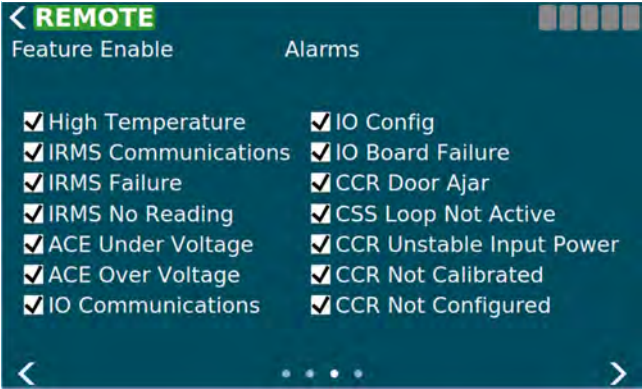 REMOTE
Feature Enable Alarms
High Temperature
IRMS Communications
IRMS Failure
IRMS No Reading
ACE Under Voltage
ACE Over Voltage
IO Communications
IO Config
IO Board Failure
CCR Door Ajar
CSS Loop Not Active
CCR Unstable Input Power
CCR Not Calibrated
CCR Not Configured